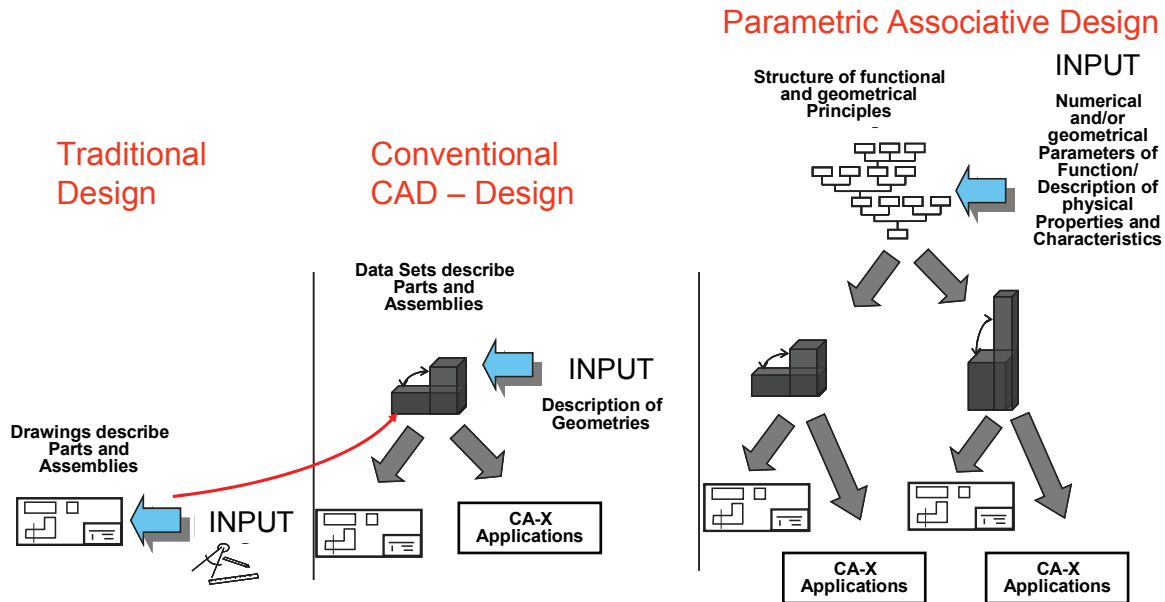 Traditional
Design
Drawings describe
Parts and
Assemblies
INPUT
Conventional
CAD – Design
Data Sets describe
Parts and
Assemblies
INPUT
Description of
Geometries
CA-X
Applications
Parametric Associative Design
Structure of functional
and geometrical
Principles
INPUT
Numerical
and/or
geometrical
Parameters of
Function/
Description of
physical
Properties and
Characteristics
CA-X
Applications
CA-X
Applications